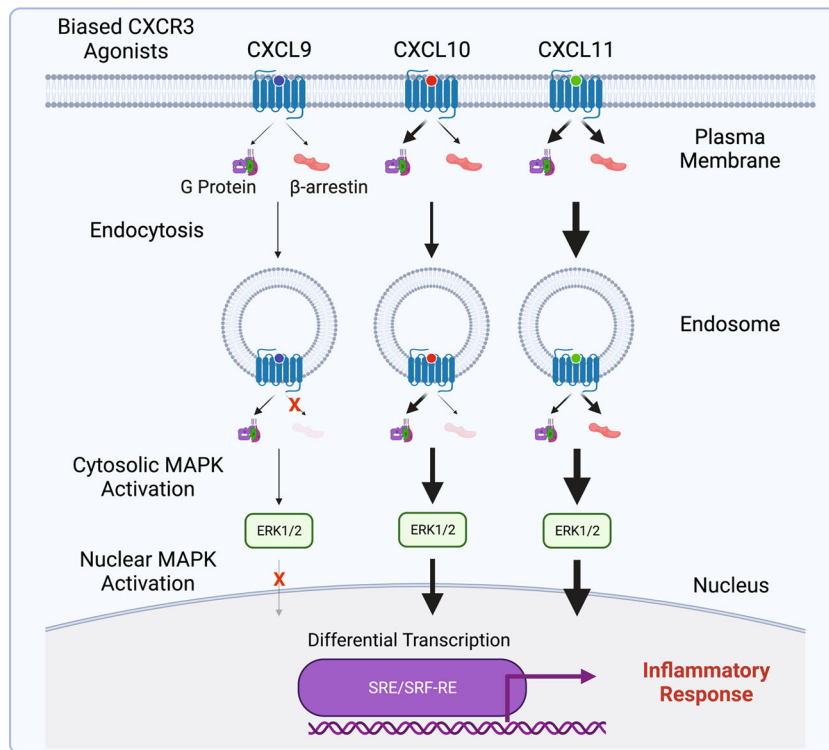 Biased CXCR3
Agonists
CXCL9
CXCL10
CXCL11
Plasma
Membrane
G Protein
β-arrestin
Endocytosis
Endosome
X
Cytosolic MAPK
Activation
ERK1/2
ERK1/2
ERK1/2
Nuclear MAPK
Activation
X
Nucleus
Differential Transcription
SRE/SRF-RE
Inflammatory
Response